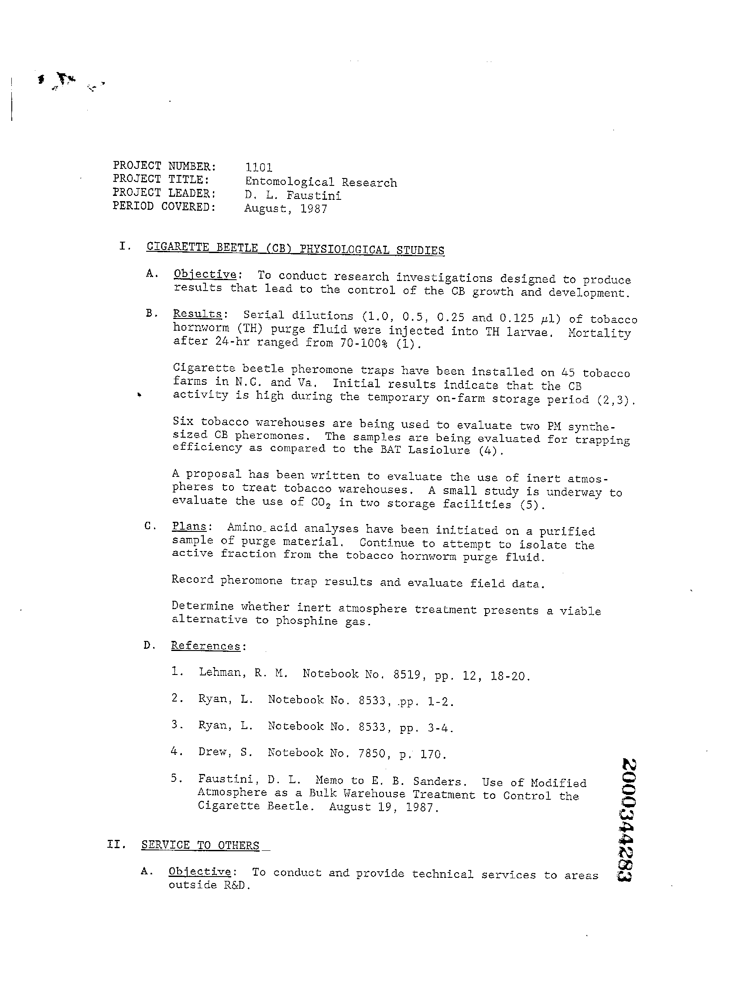 PROJECT NUMBER: 1101
PROJECT TITLE: Entomological Research
PROJECT LEADER: D. L. Faustini
PERIOD COVERED: August, 1987
I. CIGARETTE BEETLE (CB) PHYSIOLOGICAL STUDIES
A. Objective: To conduct research investigations designed to produce
results that lead to the control of the CB growth and development.
B. Results: Serial dilutions (1.0, 0.5, 0.25 and 0.125 µl) of tobacco
hornworm (TH) purge fluid were injected into TH larvae. Mortality
after 24-hr ranged from 70-100% (1).
Cigarette beetle pheromone traps have been installed on 45 tobacco
farms in N.C. and Va. Initial results indicate that the CB
activity is high during the temporary on-farm storage period (2,3).
Six tobacco warehouses are being used to evaluate two PM synthe-
sized CB pheromones. The samples are being evaluated for trapping
efficiency as compared to the BAT Lasiolure (4).
A proposal has been written to evaluate the use of inert atmos-
pheres to treat tobacco warehouses. A small study is underway to
evaluate the use of CO2 in two storage facilities (5).
C. Plans: Amino acid analyses have been initiated on a purified
sample of purge material. Continue to attempt to isolate the
active fraction from the tobacco hornworm purge fluid.
Record pheromone trap results and evaluate field data.
Determine whether inert atmosphere treatment presents a viable
alternative to phosphine gas.
D. References:
1. Lehman, R. M. Notebook No. 8519, pp. 12, 18-20.
2. Ryan, L. Notebook No. 8533, pp. 1-2.
3. Ryan, L. Notebook No. 8533, pp. 3-4.
4. Drew, S. Notebook No. 7850, p. 170.
5. Faustini, D. L. Memo to E. B. Sanders. Use of Modified
Atmosphere as a Bulk Warehouse Treatment to Control the
Cigarette Beetle. August 19, 1987.
II. SERVICE TO OTHERS
A. Objective: To conduct and provide technical services to areas
outside R&D.
2000344283